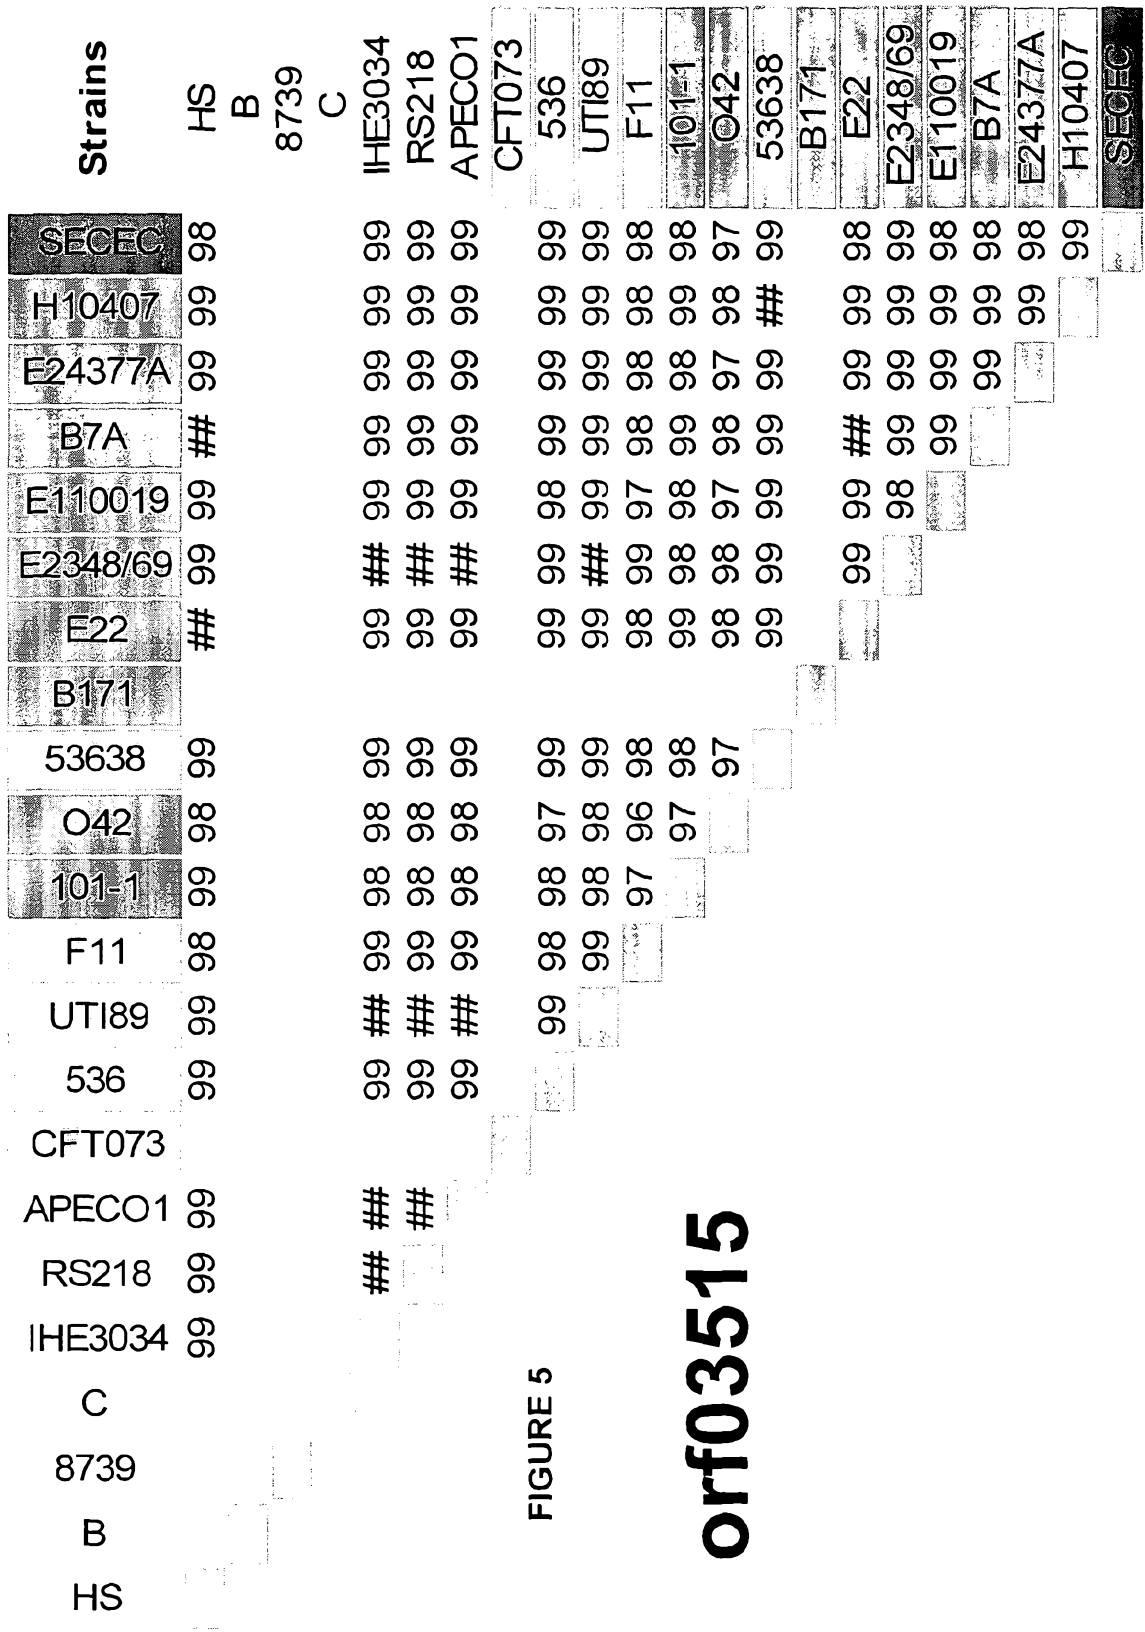 Strains HS B 8739 C IHE3034 RS218 APECO1 CFT073 536 UTI89 F11 101-1 O42 53638 B171 E22 E2348/69 E110019 B7A E24377A H10407 SECEC
SECEC 98 99 99 99 99 99 98 98 97 99 98 99 98 98 98 99
H10407 99 99 99 99 99 99 98 99 98 ## 99 99 99 99 99
E24377A 99 99 99 99 99 99 98 98 97 99 99 99 99 99
B7A ## 99 99 99 99 99 98 99 98 99 ## 99 99
E110019 99 99 99 99 98 99 97 98 97 99 99 98
E2348/69 99 ## ## ## 99 ## 99 98 98 99 99
E22 ## 99 99 99 99 99 98 99 98 99
B171
53638 99 99 99 99 99 99 98 98 97
O42 98 98 98 98 97 98 96 97
101-1 99 98 98 98 98 98 97
F11 98 99 99 99 98 99
UTI89 99 ## ## ## 99
536 99 99 99 99
CFT073
APECO1 99 ## ##
RS218 99 ##
IHE3034 99
C
8739
B
HS
FIGURE 5
orf03515